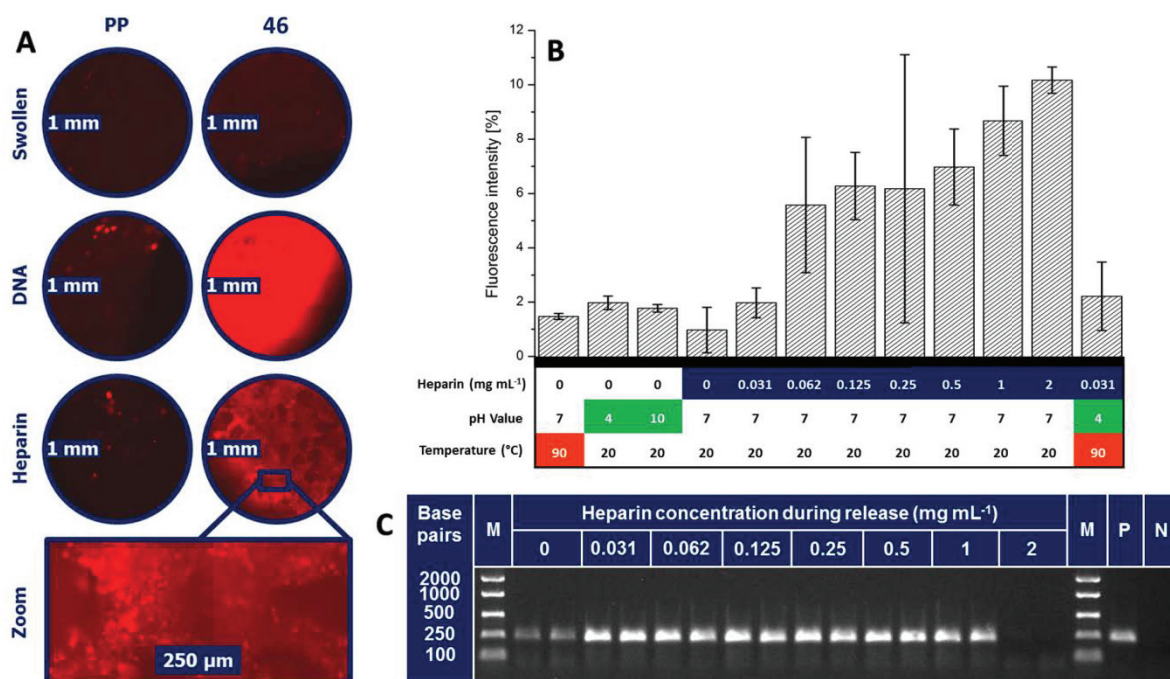 A
PP 46
Swollen
1 mm 1 mm
DNA
1 mm 1 mm
Heparin
1 mm 1 mm
Zoom
250 µm
B
Fluorescence intensity [%]
12
10
8
6
4
2
0
Heparin (mg mL⁻¹) 0 0 0 0 0.031 0.062 0.125 0.25 0.5 1 2 0.031
pH Value 7 4 10 7 7 7 7 7 7 7 7 4
Temperature (°C) 90 20 20 20 20 20 20 20 20 20 20 90
C
Base pairs M Heparin concentration during release (mg mL⁻¹) M P N
0 0.031 0.062 0.125 0.25 0.5 1 2
2000
1000
500
250
100